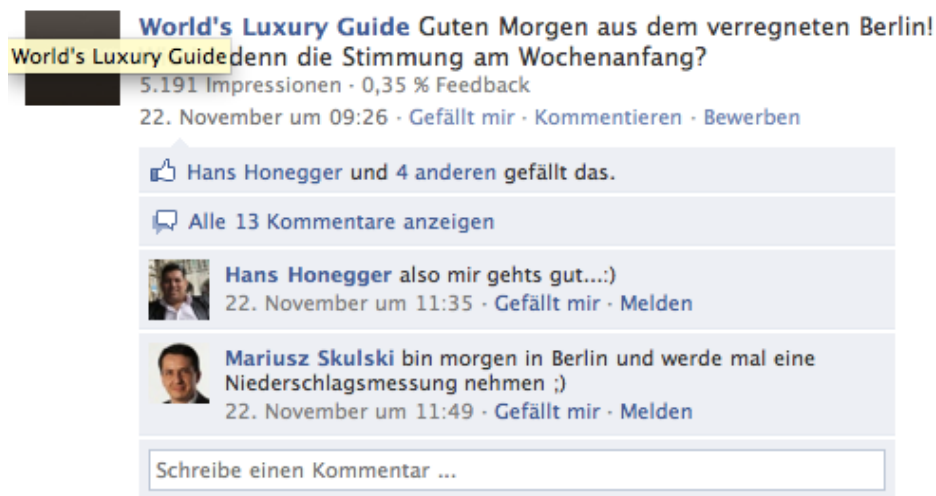 World's Luxury Guide Guten Morgen aus dem verregneten Berlin!
World's Luxury Guide denn die Stimmung am Wochenanfang?
5.191 Impressionen · 0,35 % Feedback
22. November um 09:26 · Gefällt mir · Kommentieren · Bewerben
Hans Honegger und 4 anderen gefällt das.
Alle 13 Kommentare anzeigen
Hans Honegger also mir gehts gut...:)
22. November um 11:35 · Gefällt mir · Melden
Mariusz Skulski bin morgen in Berlin und werde mal eine
Niederschlagsmessung nehmen ;)
22. November um 11:49 · Gefällt mir · Melden
Schreibe einen Kommentar ...